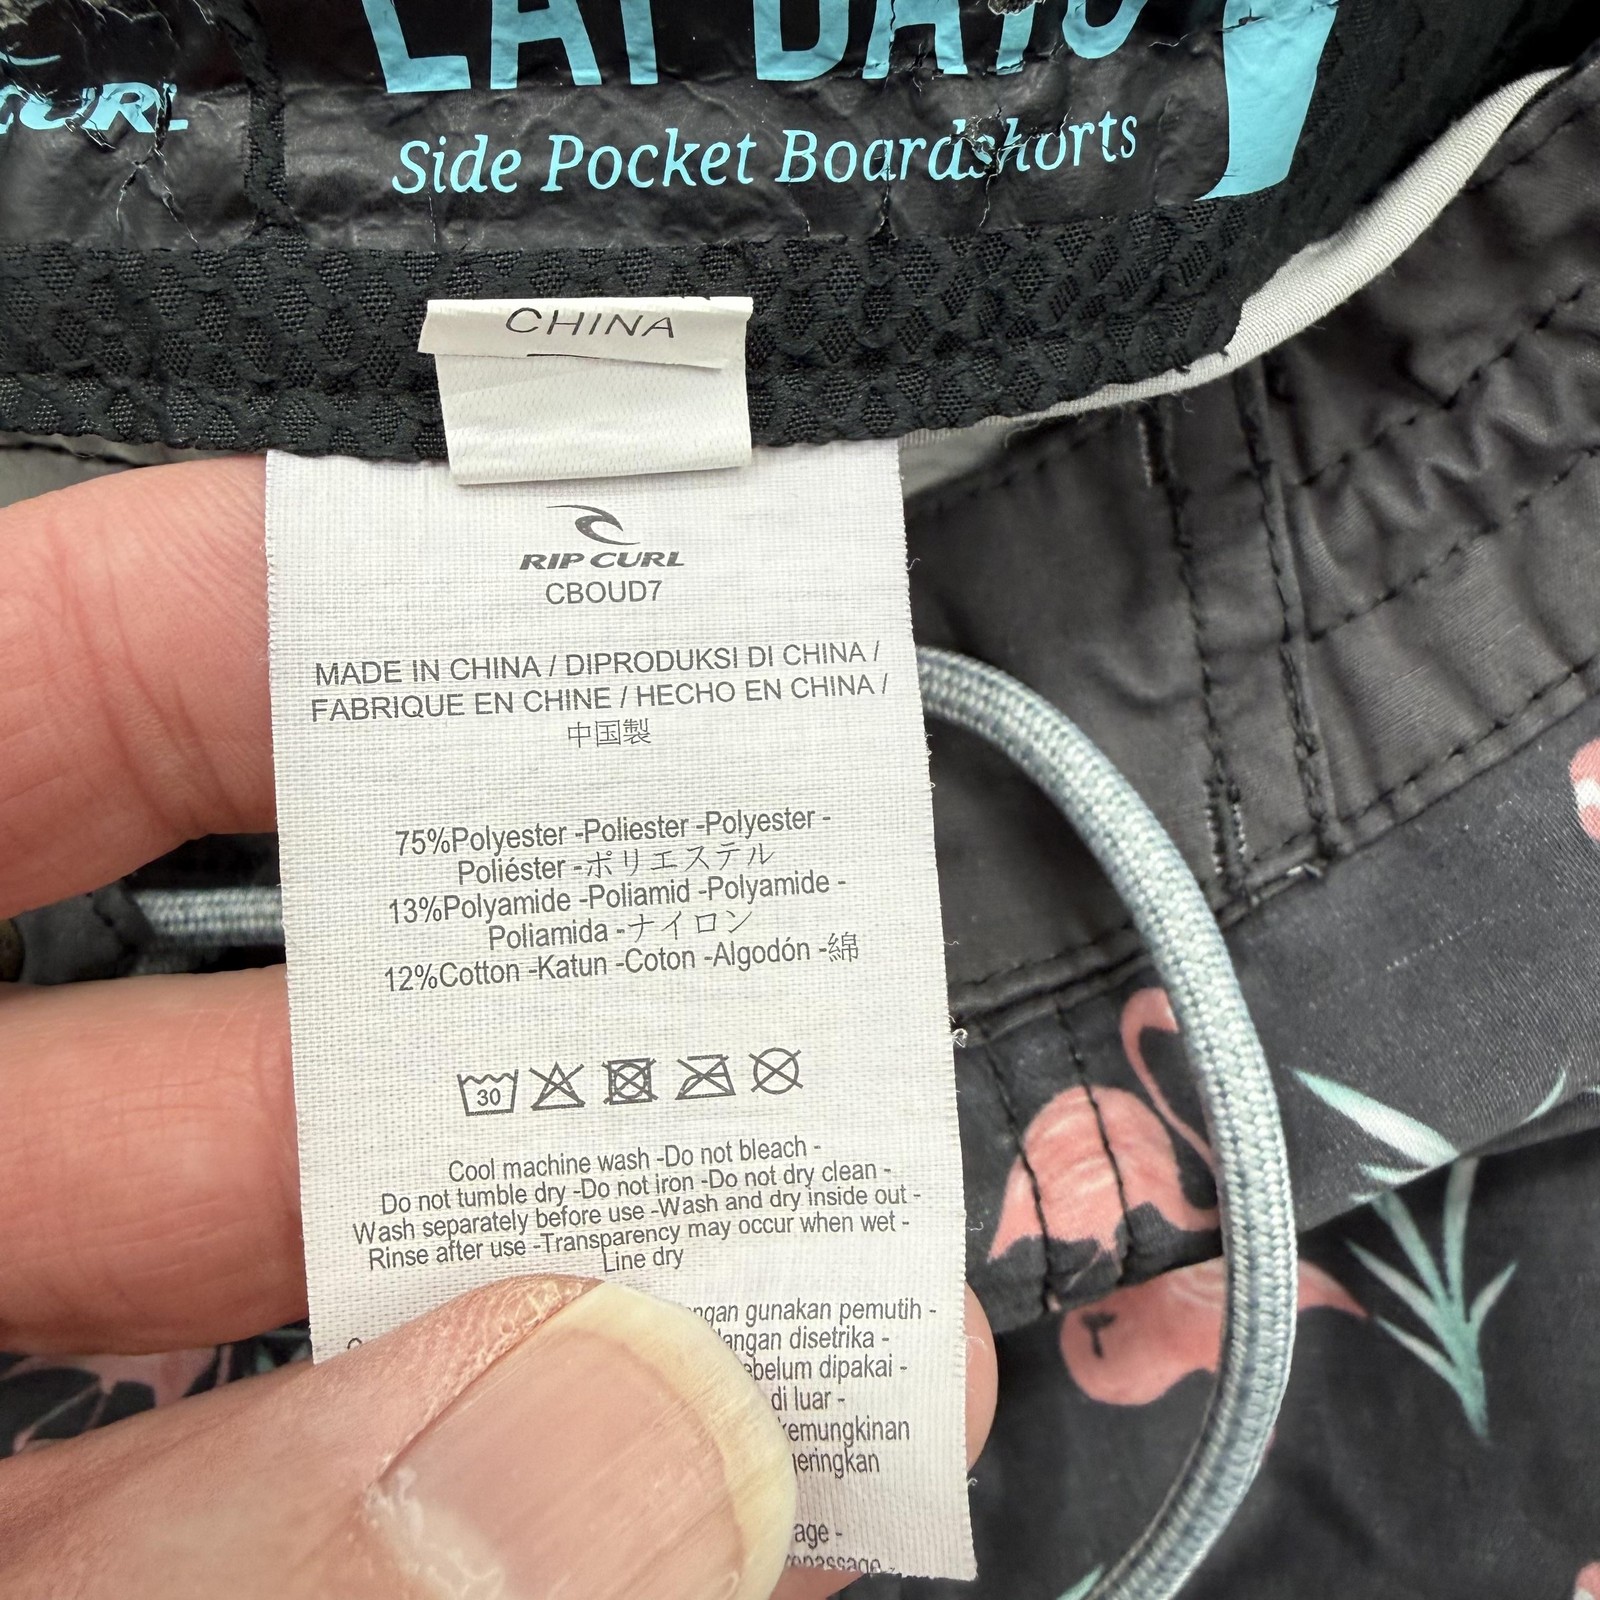 CURL
LAY DAYS
Side Pocket Boardshorts
CHINA
RIP CURL
CBOUD7
MADE IN CHINA / DIPRODUKSI DI CHINA /
FABRIQUE EN CHINE / HECHO EN CHINA /
中国製
75%Polyester -Poliester -Polyester -
Poliéster -ポリエステル
13%Polyamide -Poliamid -Polyamide -
Poliamida -ナイロン
12%Cotton -Katun -Coton -Algodón -綿
30
Cool machine wash -Do not bleach -
Do not tumble dry -Do not iron -Do not dry clean -
Wash separately before use -Wash and dry inside out -
Rinse after use -Transparency may occur when wet -
Line dry
gunakan pemutih -
disetrika -
dipakai -
di luar -